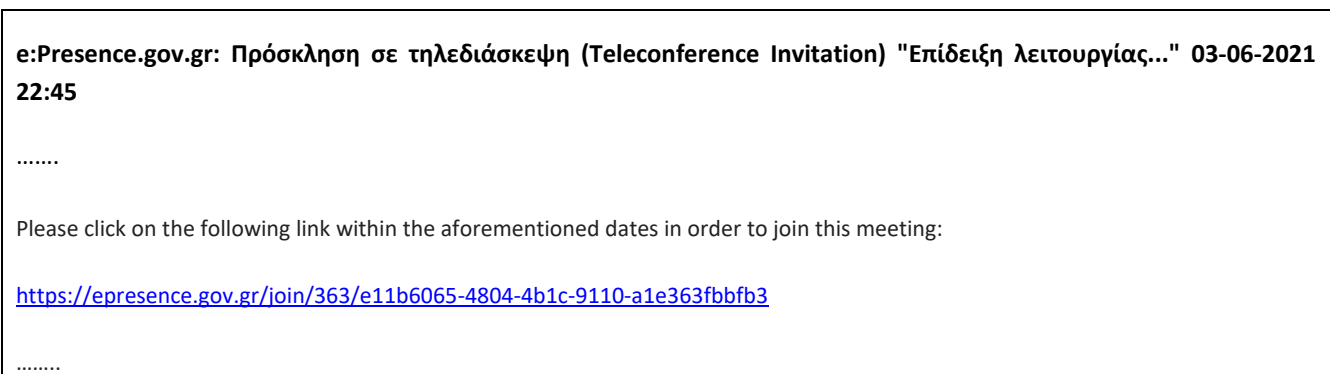 e:Presence.gov.gr: Πρόσκληση σε τηλεδιάσκεψη (Teleconference Invitation) "Επίδειξη λειτουργίας..." 03-06-2021
22:45
…….
Please click on the following link within the aforementioned dates in order to join this meeting:
https://epresence.gov.gr/join/363/e11b6065-4804-4b1c-9110-a1e363fbbfb3
……..